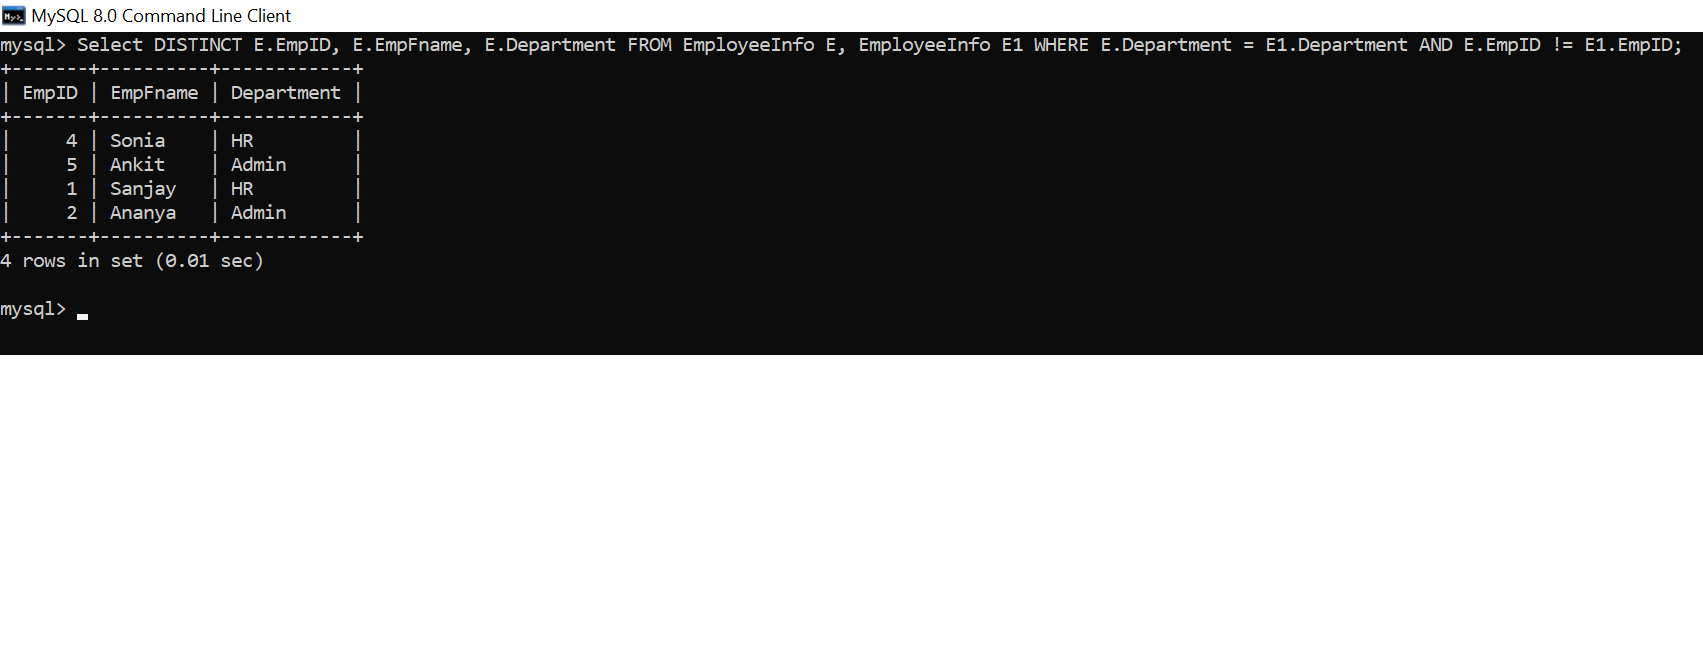 MySQL 8.0 Command Line Client
mysql> Select DISTINCT E.EmpID, E.EmpFname, E.Department FROM EmployeeInfo E, EmployeeInfo E1 WHERE E.Department = E1.Department AND E.EmpID != E1.EmpID;
+-------+----------+------------+
| EmpID | EmpFname | Department |
+-------+----------+------------+
|     4 | Sonia    | HR         |
|     5 | Ankit    | Admin      |
|     1 | Sanjay   | HR         |
|     2 | Ananya   | Admin      |
+-------+----------+------------+
4 rows in set (0.01 sec)
mysql>